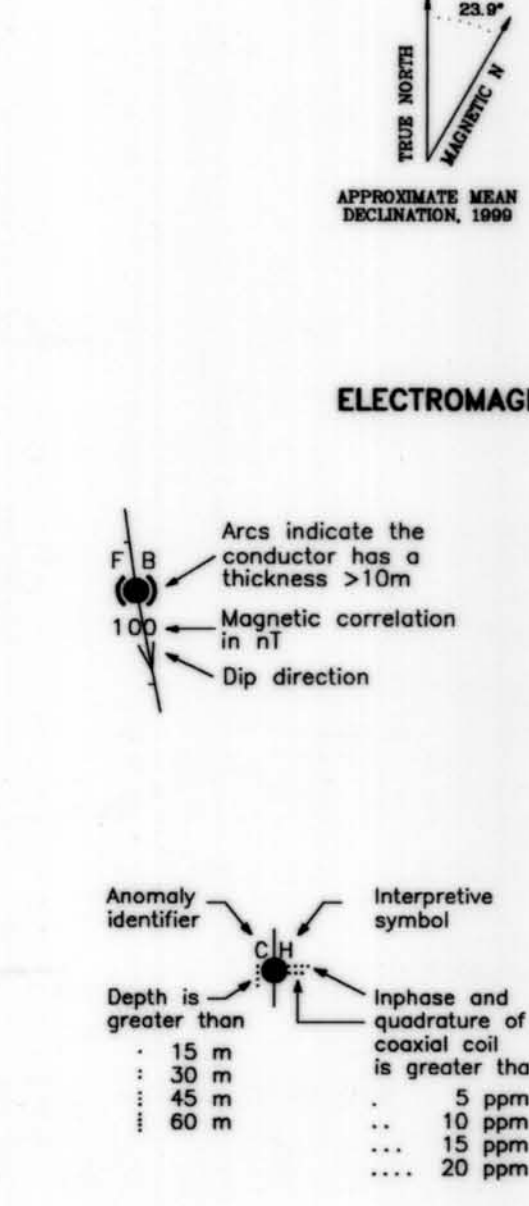 23.9°
TRUE NORTH
MAGNETIC N
APPROXIMATE MEAN
DECLINATION, 1999
ELECTROMAG
F B
Arcs indicate the
conductor has a
thickness >10m
100
Magnetic correlation
in nT
Dip direction
Anomaly
identifier
Interpretive
symbol
C H
Depth is
greater than
· 15 m
: 30 m
⋮ 45 m
⁞ 60 m
Inphase and
quadrature of
coaxial coil
is greater tha
. 5 ppm
.. 10 ppm
... 15 ppm
.... 20 ppm